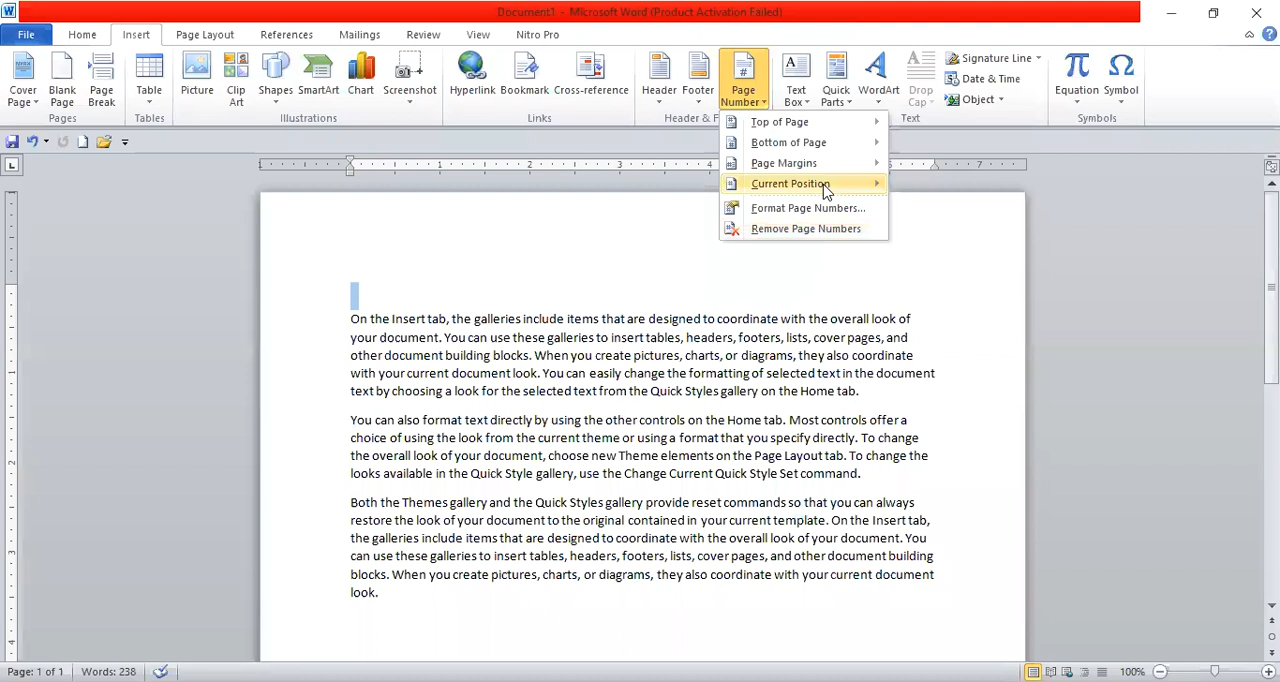 Document1 - Microsoft Word (Product Activation Failed)
File Home Insert Page Layout References Mailings Review View Nitro Pro
Cover Page
Blank Page
Page Break
Table
Picture
Clip Art
Shapes
SmartArt
Chart
Screenshot
Hyperlink
Bookmark
Cross-reference
Header
Footer
Page Number
Text Box
Quick Parts
WordArt
Drop Cap
Signature Line
Date & Time
Object
Equation
Symbol
Pages
Tables
Illustrations
Links
Header & F
Text
Symbols
Top of Page
Bottom of Page
Page Margins
Current Position
Format Page Numbers...
Remove Page Numbers
1 1 2 3 4 7
On the Insert tab, the galleries include items that are designed to coordinate with the overall look of
your document. You can use these galleries to insert tables, headers, footers, lists, cover pages, and
other document building blocks. When you create pictures, charts, or diagrams, they also coordinate
with your current document look. You can easily change the formatting of selected text in the document
text by choosing a look for the selected text from the Quick Styles gallery on the Home tab.
You can also format text directly by using the other controls on the Home tab. Most controls offer a
choice of using the look from the current theme or using a format that you specify directly. To change
the overall look of your document, choose new Theme elements on the Page Layout tab. To change the
looks available in the Quick Style gallery, use the Change Current Quick Style Set command.
Both the Themes gallery and the Quick Styles gallery provide reset commands so that you can always
restore the look of your document to the original contained in your current template. On the Insert tab,
the galleries include items that are designed to coordinate with the overall look of your document. You
can use these galleries to insert tables, headers, footers, lists, cover pages, and other document building
blocks. When you create pictures, charts, or diagrams, they also coordinate with your current document
look.
1
2
3
4
Page: 1 of 1 Words: 238 100%